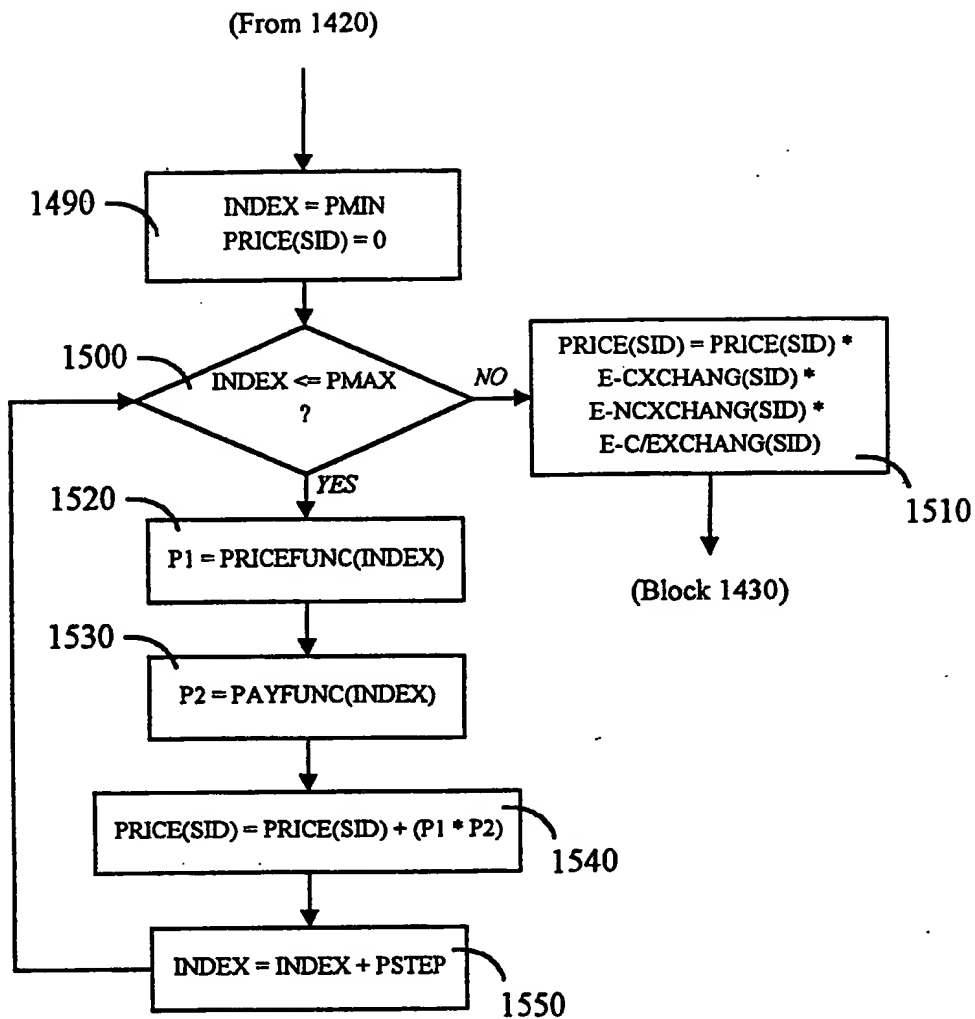 (From 1420)
1490
INDEX = PMIN
PRICE(SID) = 0
1500
INDEX <= PMAX
?
NO
PRICE(SID) = PRICE(SID) *
E-CXCHANG(SID) *
E-NCXCHANG(SID) *
E-C/EXCHANG(SID)
1510
(Block 1430)
YES
1520
P1 = PRICEFUNC(INDEX)
1530
P2 = PAYFUNC(INDEX)
PRICE(SID) = PRICE(SID) + (P1 * P2)
1540
INDEX = INDEX + PSTEP
1550